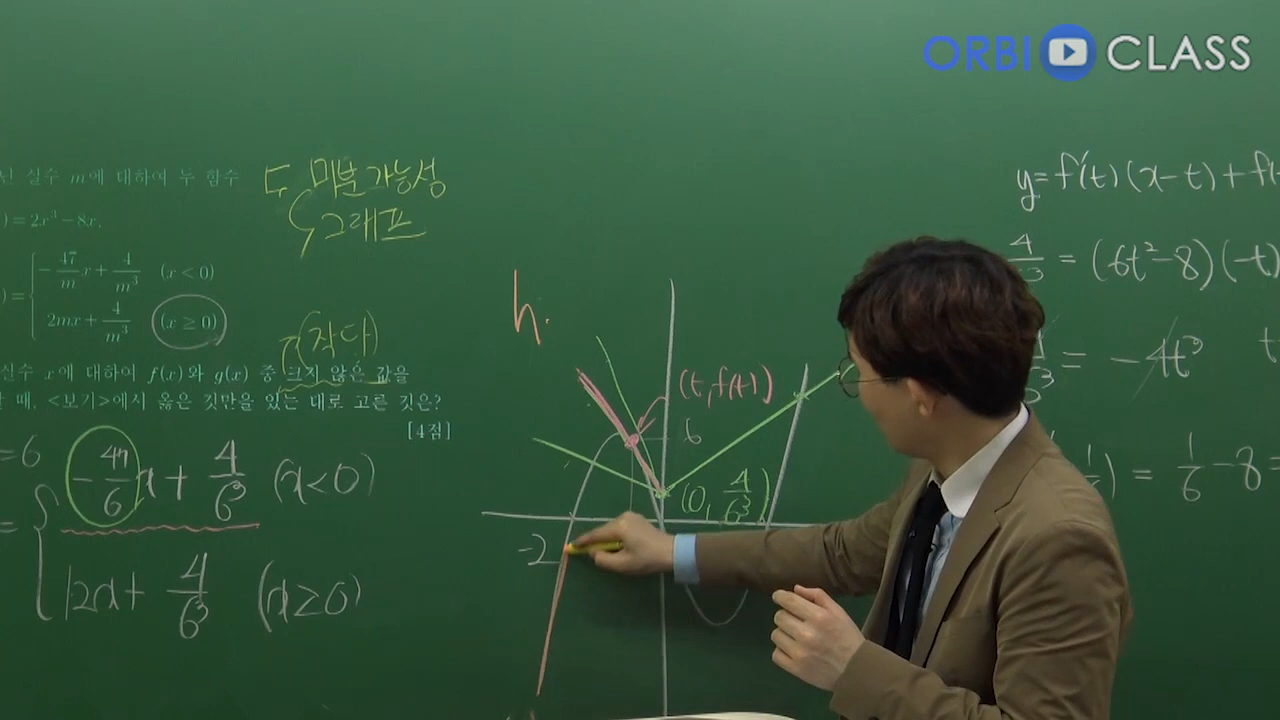 ORBI CLASS
닌 실수 m에 대하여 두 함수
)=2x³-8x,
)= -47/m x + 4/m³ (x<0)
2mx + 4/m³ (x≥0)
실수 x에 대하여 f(x)와 g(x) 중 크지 않은 값을
때, <보기>에서 옳은 것만을 있는 대로 고른 것은?
[4점]
미분가능성
그래프
(작다)
=6
= -47/6 x + 4/6³ (x<0)
12x + 4/6³ (x≥0)
h.
(t, f(t))
6
(0, 4/6³)
-2
y=f'(t)(x-t)+f(
= (6t²-8)(-t)
= -4t³
t
) = 1/6 -8 =